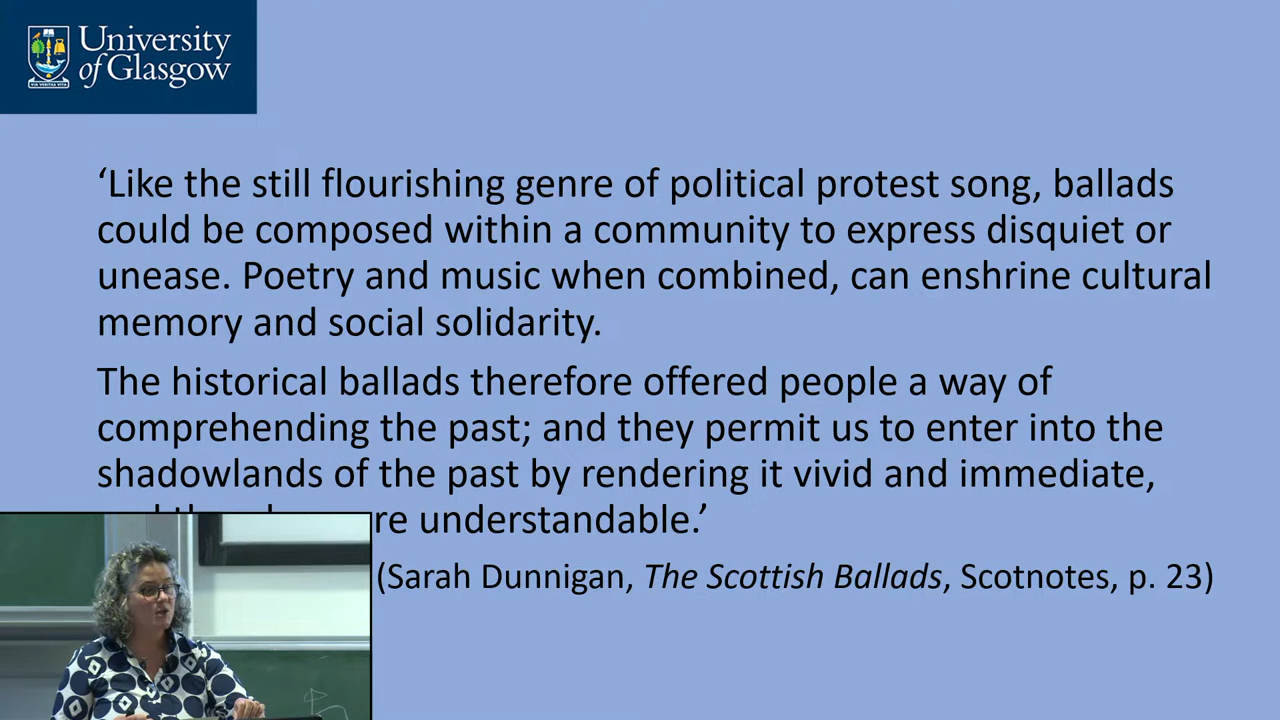 University
of Glasgow
VIA VERITAS VITA
‘Like the still flourishing genre of political protest song, ballads
could be composed within a community to express disquiet or
unease. Poetry and music when combined, can enshrine cultural
memory and social solidarity.
The historical ballads therefore offered people a way of
comprehending the past; and they permit us to enter into the
shadowlands of the past by rendering it vivid and immediate,
understandable.’
(Sarah Dunnigan, The Scottish Ballads, Scotnotes, p. 23)